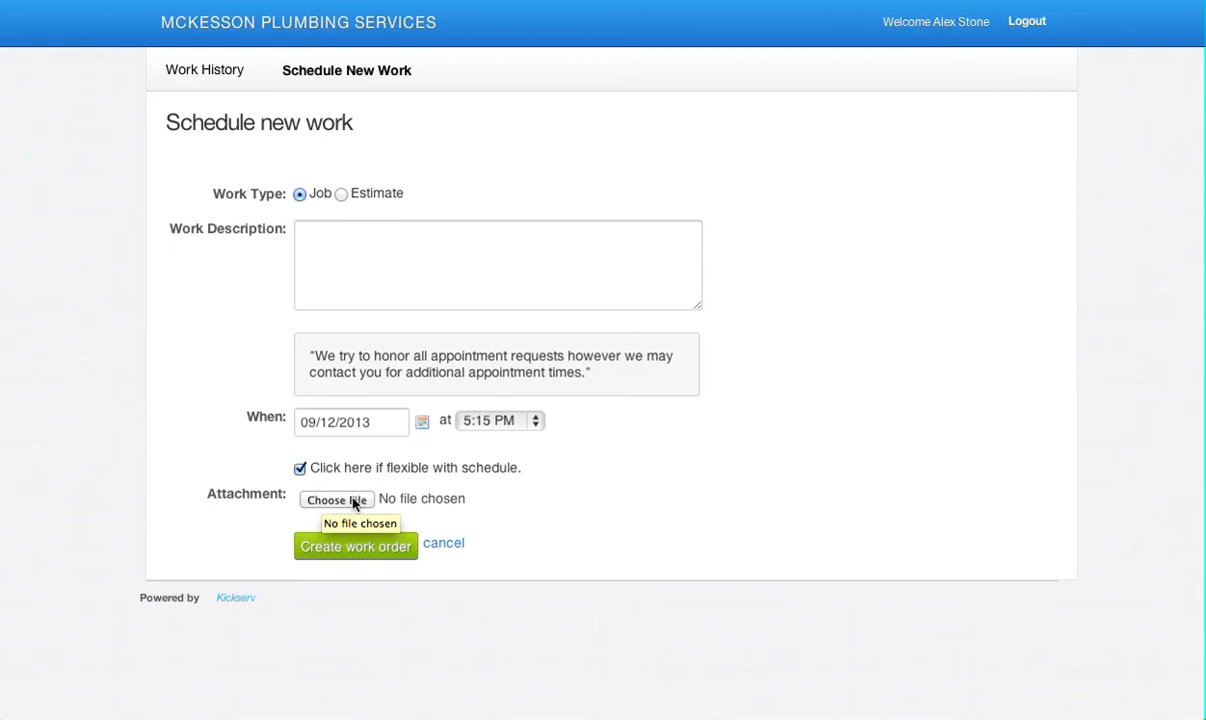 MCKESSON PLUMBING SERVICES
Welcome Alex Stone Logout
Work History Schedule New Work
Schedule new work
Work Type: Job Estimate
Work Description:
"We try to honor all appointment requests however we may
contact you for additional appointment times."
When: 09/12/2013 at 5:15 PM
Click here if flexible with schedule.
Attachment: Choose File No file chosen
No file chosen
Create work order cancel
Powered by Kickserv